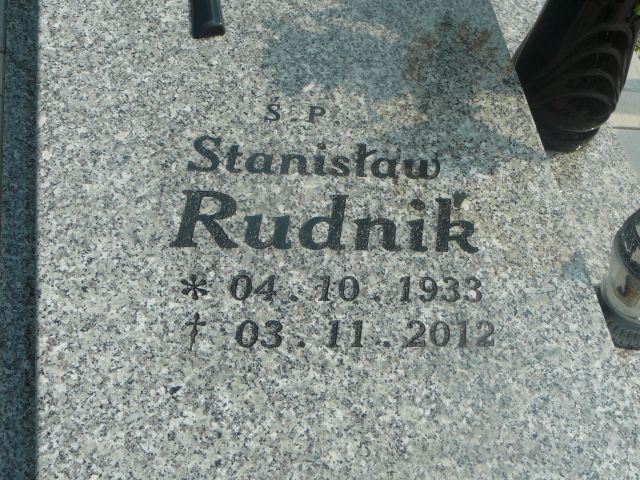 Ś.P.
Stanisław
Rudnik
* 04.10.1933
† 03.11.2012